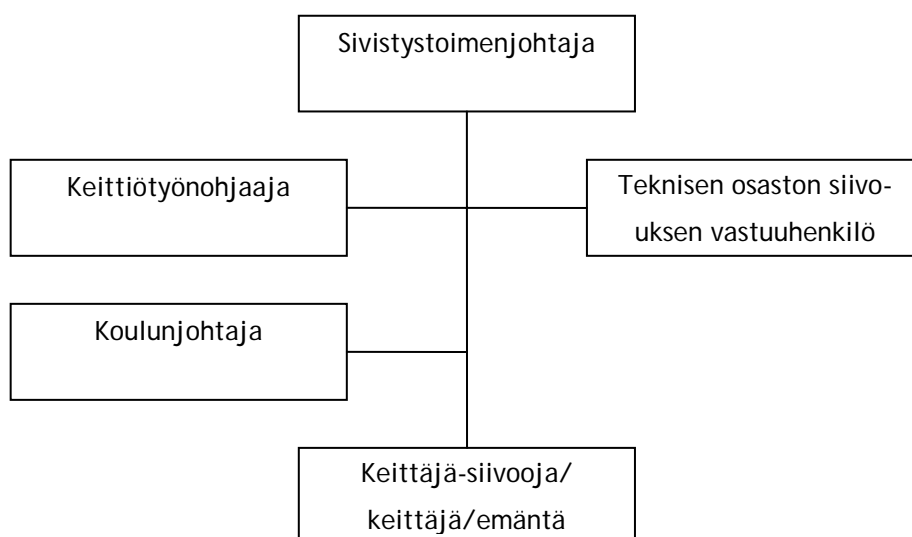 Sivistystoimenjohtaja
Keittiötyönohjaaja
Teknisen osaston siivo-
uksen vastuuhenkilö
Koulunjohtaja
Keittäjä-siivooja/
keittäjä/emäntä